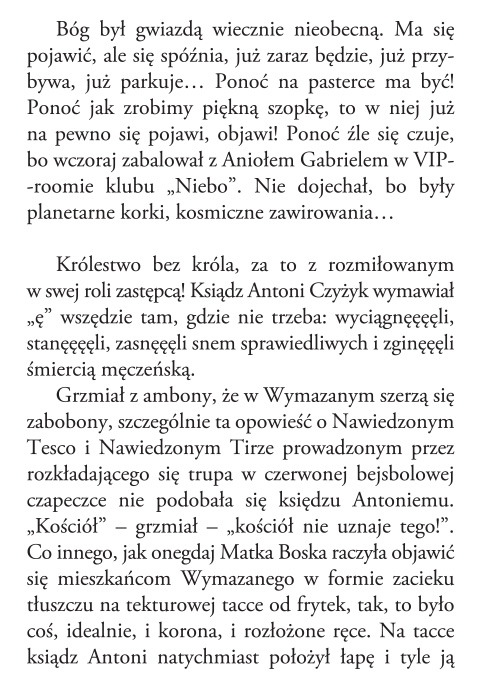 Bóg był gwiazdą wiecznie nieobecną. Ma się
pojawić, ale się spóźnia, już zaraz będzie, już przy-
bywa, już parkuje… Ponoć na pasterce ma być!
Ponoć jak zrobimy piękną szopkę, to w niej już
na pewno się pojawi, objawi! Ponoć źle się czuje,
bo wczoraj zabalował z Aniołem Gabrielem w VIP-
-roomie klubu „Niebo”. Nie dojechał, bo były
planetarne korki, kosmiczne zawirowania…

Królestwo bez króla, za to z rozmiłowanym
w swej roli zastępcą! Ksiądz Antoni Czyżyk wymawiał
„ę” wszędzie tam, gdzie nie trzeba: wyciągnęęęęli,
stanęęęęli, zasnęęęli snem sprawiedliwych i zginęęęli
śmiercią męczeńską.
Grzmiał z ambony, że w Wymazanym szerzą się
zabobony, szczególnie ta opowieść o Nawiedzonym
Tesco i Nawiedzonym Tirze prowadzonym przez
rozkładającego się trupa w czerwonej bejsbolowej
czapeczce nie podobała się księdzu Antoniemu.
„Kościół” – grzmiał – „kościół nie uznaje tego!”.
Co innego, jak onegdaj Matka Boska raczyła objawić
się mieszkańcom Wymazanego w formie zacieku
tłuszczu na tekturowej tacce od frytek, tak, to było
coś, idealnie, i korona, i rozłożone ręce. Na tacce
ksiądz Antoni natychmiast położył łapę i tyle ją